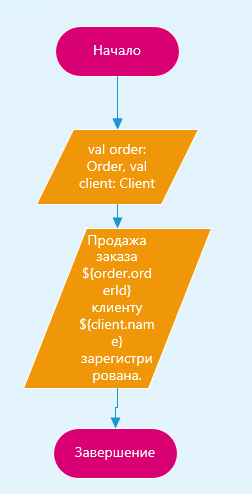 Начало
val order:
Order, val
client: Client
Продажа
заказа
${order.ord
erId}
клиенту
${client.nam
e}
зарегистри
рована.
Завершение